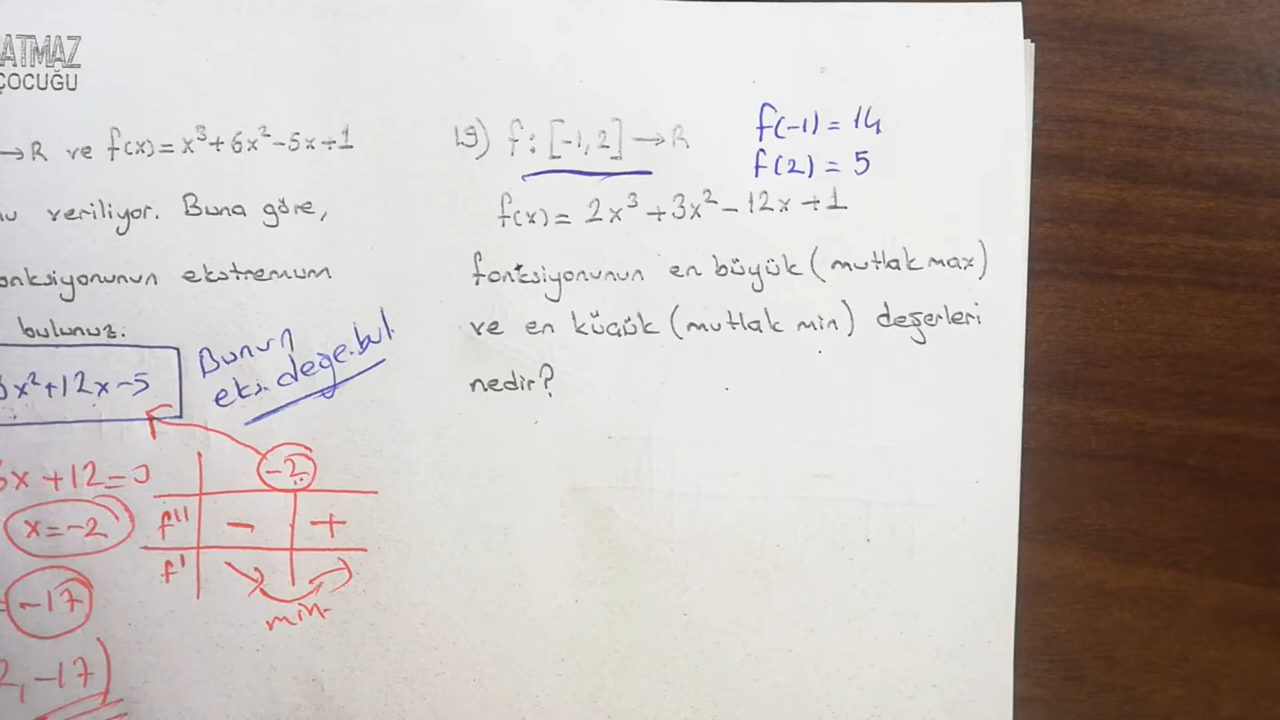 ATMAZ
ÇOCUĞU
→R ve f(x)=x³+6x²-5x+1
veriliyor. Buna göre,
onksiyonunun ekstremum
bulunuz.
x²+12x-5
Bunun
eks. değe. bul.
x+12=0
x=-2
-17
2,-17)
-2
f'' - +
f'
min
19) f: [-1,2]→R
f(-1)=14
f(2)=5
f(x)= 2x³+3x²-12x+1
fonksiyonunun en büyük (mutlak max)
ve en küçük (mutlak min) değerleri
nedir?